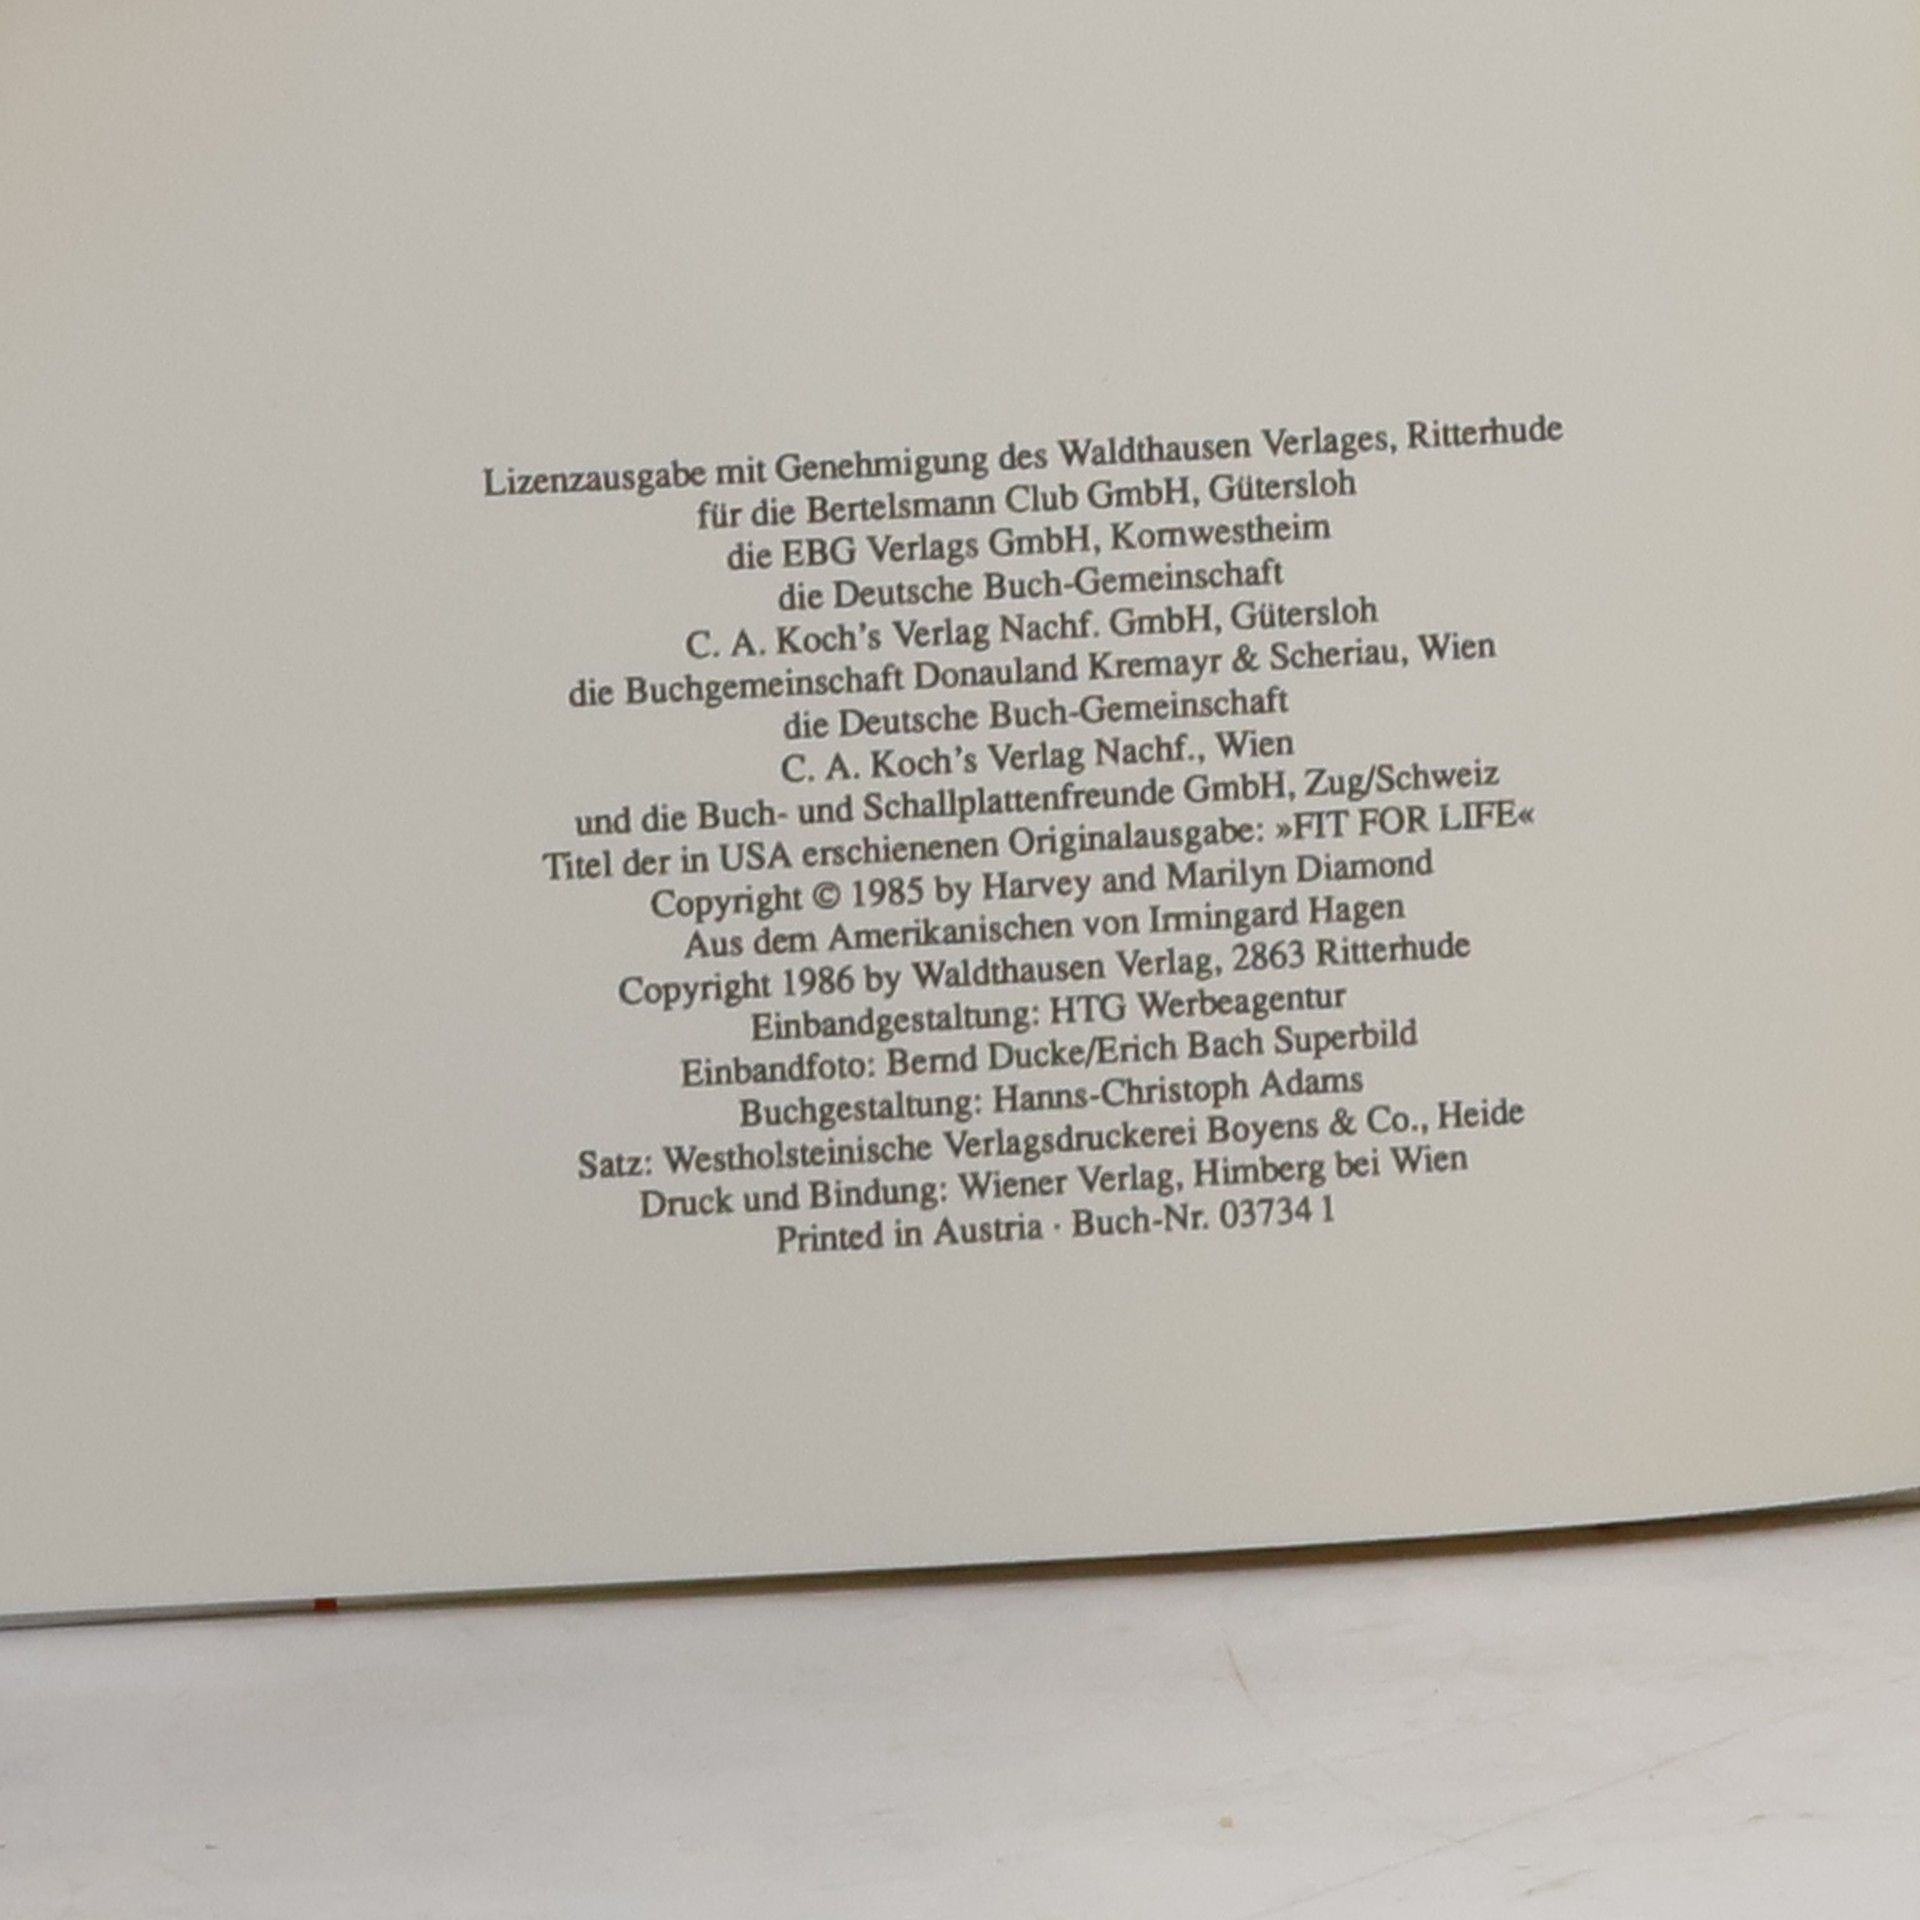 Lizenzausgabe mit Genehmigung des Waldthausen Verlages, Ritterhude
für die Bertelsmann Club GmbH, Gütersloh
die EBG Verlags GmbH, Kornwestheim
die Deutsche Buch-Gemeinschaft
C. A. Koch's Verlag Nachf. GmbH, Gütersloh
die Buchgemeinschaft Donauland Kremayr & Scheriau, Wien
die Deutsche Buch-Gemeinschaft
C. A. Koch's Verlag Nachf., Wien
und die Buch- und Schallplattenfreunde GmbH, Zug/Schweiz
Titel der in USA erschienenen Originalausgabe: »FIT FOR LIFE«
Copyright © 1985 by Harvey and Marilyn Diamond
Aus dem Amerikanischen von Irmingard Hagen
Copyright 1986 by Waldthausen Verlag, 2863 Ritterhude
Einbandgestaltung: HTG Werbeagentur
Einbandfoto: Bernd Ducke/Erich Bach Superbild
Buchgestaltung: Hanns-Christoph Adams
Satz: Westholsteinische Verlagsdruckerei Boyens & Co., Heide
Druck und Bindung: Wiener Verlag, Himberg bei Wien
Printed in Austria · Buch-Nr. 03734 1